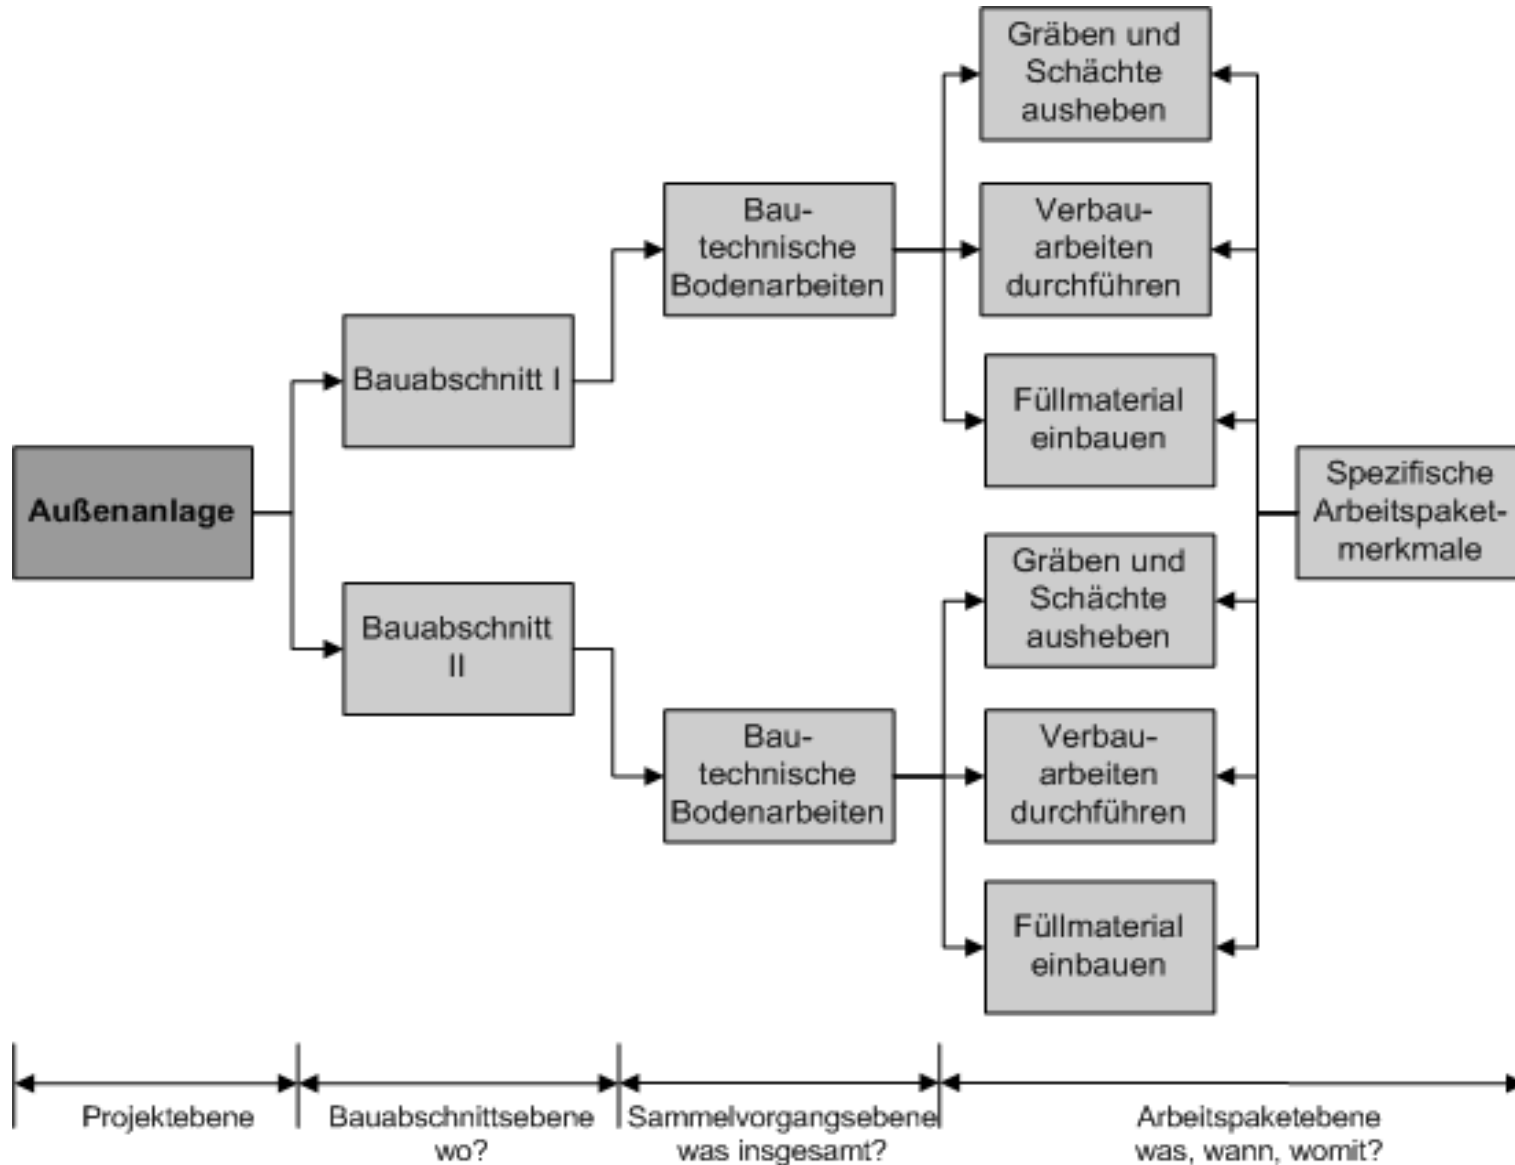 Außenanlage
Bauabschnitt I
Bauabschnitt
II
Bau-
technische
Bodenarbeiten
Bau-
technische
Bodenarbeiten
Gräben und
Schächte
ausheben
Verbau-
arbeiten
durchführen
Füllmaterial
einbauen
Gräben und
Schächte
ausheben
Verbau-
arbeiten
durchführen
Füllmaterial
einbauen
Spezifische
Arbeitspaket-
merkmale
Projektebene
Bauabschnittsebene
wo?
Sammelvorgangsebene
was insgesamt?
Arbeitspaketebene
was, wann, womit?